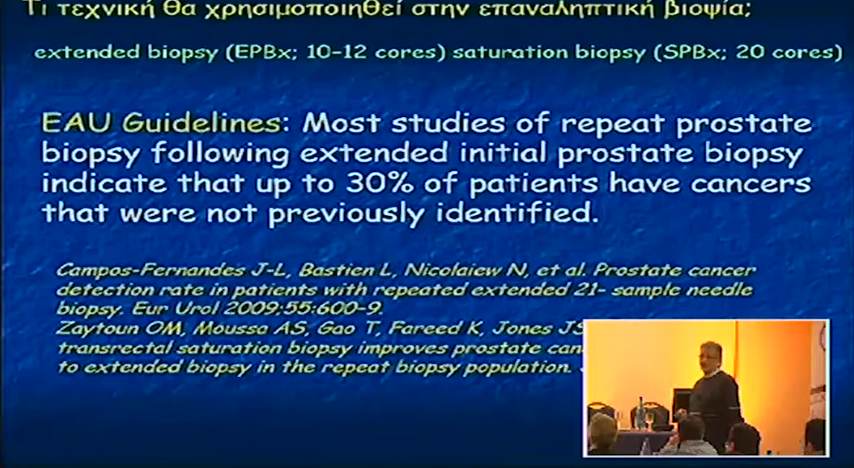 Τι τεχνική θα χρησιμοποιηθεί στην επαναληπτική βιοψία;
extended biopsy (EPBx; 10-12 cores) saturation biopsy (SPBx; 20 cores)
EAU Guidelines: Most studies of repeat prostate
biopsy following extended initial prostate biopsy
indicate that up to 30% of patients have cancers
that were not previously identified.
Campos-Fernandes J-L, Bastien L, Nicolaiew N, et al. Prostate cancer
detection rate in patients with repeated extended 21- sample needle
biopsy. Eur Urol 2009;55:600-9.
Zaytoun OM, Moussa AS, Gao T, Fareed K, Jones JS
transrectal saturation biopsy improves prostate can
to extended biopsy in the repeat biopsy population.